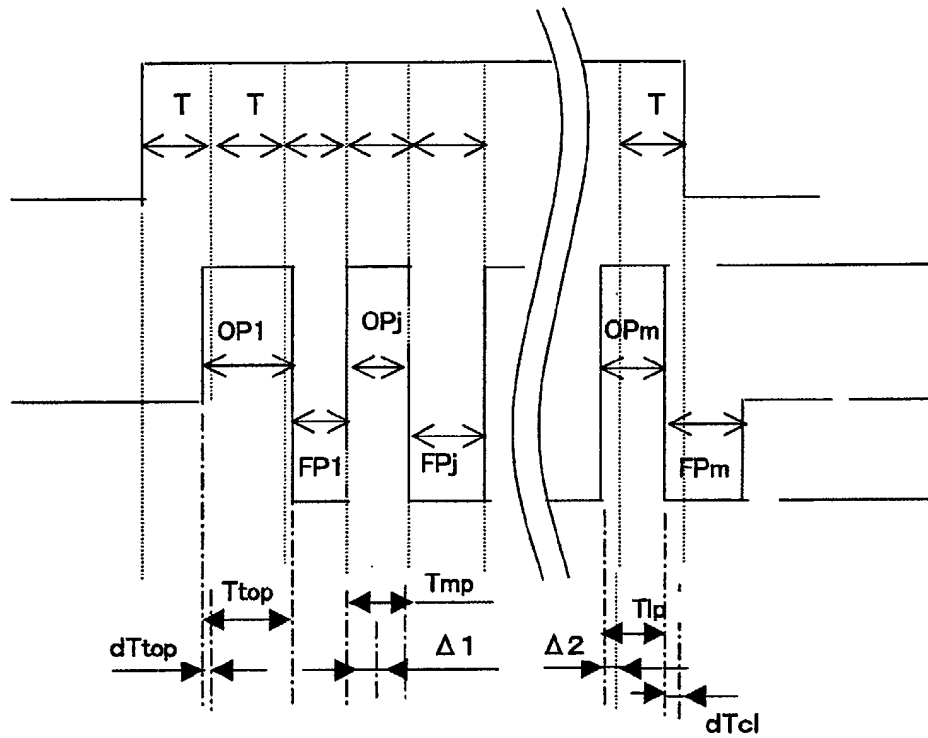 T T T
OP1 OPj OPm
FP1 FPj FPm
Ttop Tmp Tlp
dTtop Δ1 Δ2
dTcl